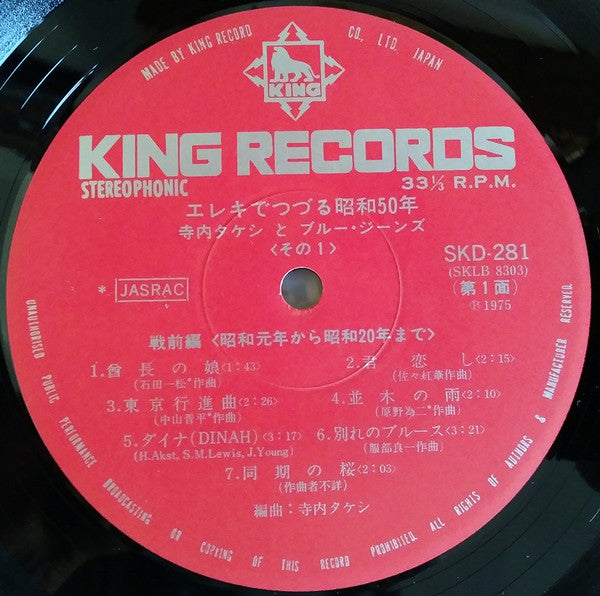 MADE BY KING RECORD CO., LTD. JAPAN
KING
KING RECORDS
STEREOPHONIC
33⅓ R.P.M.
エレキでつづる昭和50年
寺内タケシ と ブルー・ジーンズ
〈その1〉
SKD-281
(SKLB 8303)
(第1面)
℗1975
* JASRAC
戦前編〈昭和元年から昭和20年まで〉
1.酋長の娘〈1:43〉
(石田一松*作曲)
2.君恋し〈2:15〉
(佐々紅華*作曲)
3.東京行進曲〈2:26〉
(中山晋平*作曲)
4.並木の雨〈2:10〉
(原野為二*作曲)
5.ダイナ(DINAH)〈3:17〉
(H.Akst, S.M.Lewis, J.Young)
6.別れのブルース〈3:21〉
(服部良一*作曲)
7.同期の桜〈2:03〉
(作曲者不詳)
編曲:寺内タケシ
UNAUTHORISED PUBLIC PERFORMANCE BROADCASTING OR COPYING OF THIS RECORD PROHIBITED. ALL RIGHTS OF AUTHORS & MANUFACTURER RESERVED.